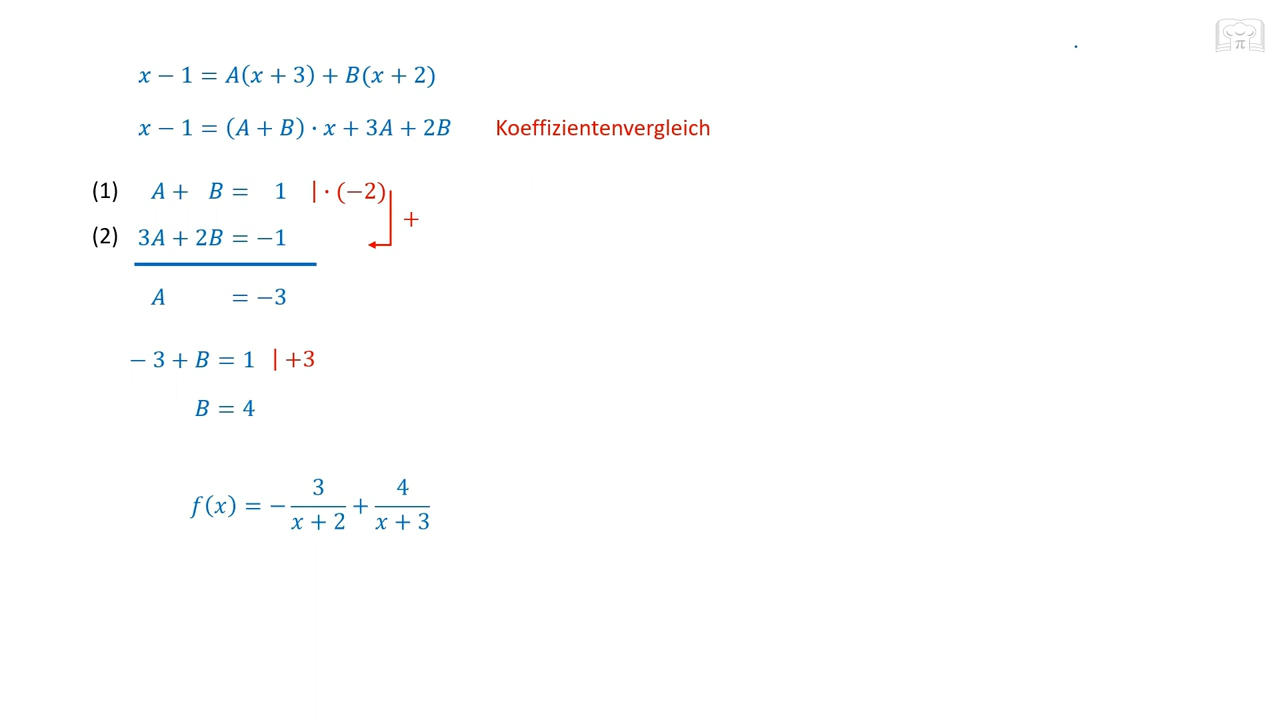 x − 1 = A(x + 3) + B(x + 2)
x − 1 = (A + B) · x + 3A + 2B Koeffizientenvergleich
(1) A + B = 1 | · (−2)
+
(2) 3A + 2B = −1
A = −3
− 3 + B = 1 | +3
B = 4
f(x) = − 3/(x + 2) + 4/(x + 3)